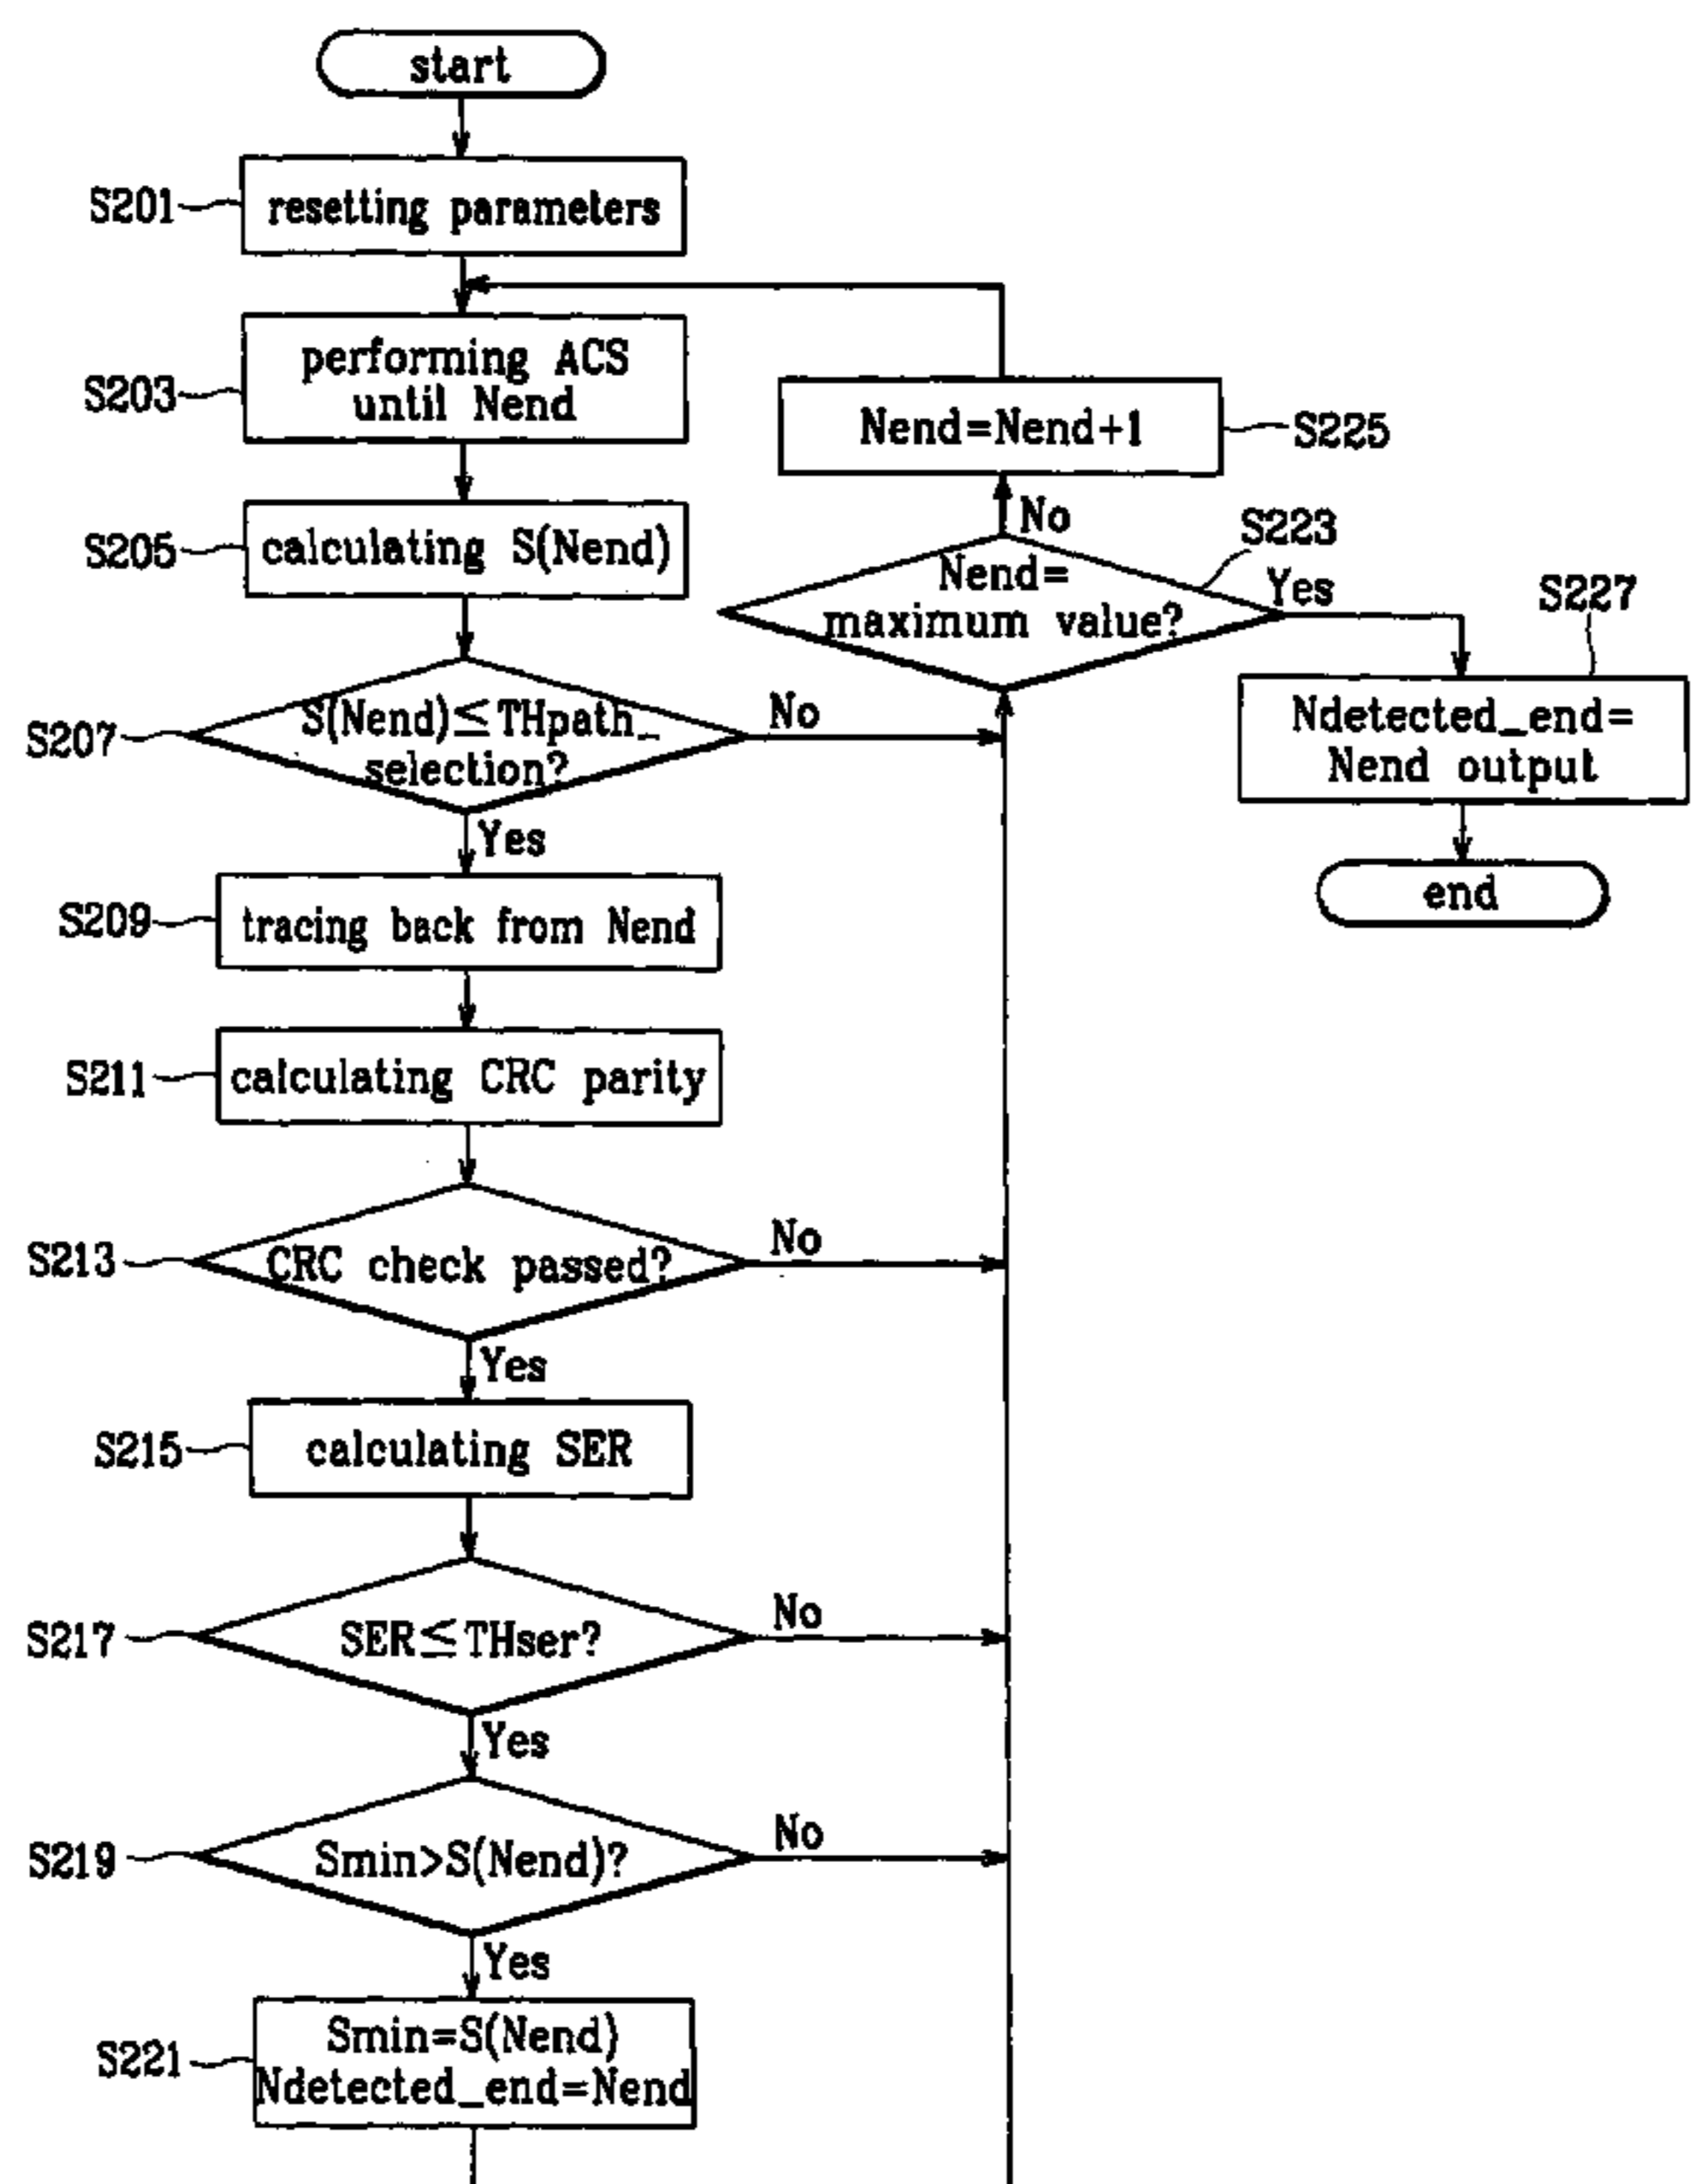 start
S201
resetting parameters
S203
performing ACS
until Nend
S225
Nend=Nend+1
S205
calculating S(Nend)
No
S223
Nend=
maximum value?
Yes
S227
Ndetected_end=
Nend output
end
S207
S(Nend)≤THpath_
selection?
No
Yes
S209
tracing back from Nend
S211
calculating CRC parity
S213
CRC check passed?
No
Yes
S215
calculating SER
S217
SER≤THser?
No
Yes
S219
Smin>S(Nend)?
No
Yes
S221
Smin=S(Nend)
Ndetected_end=Nend